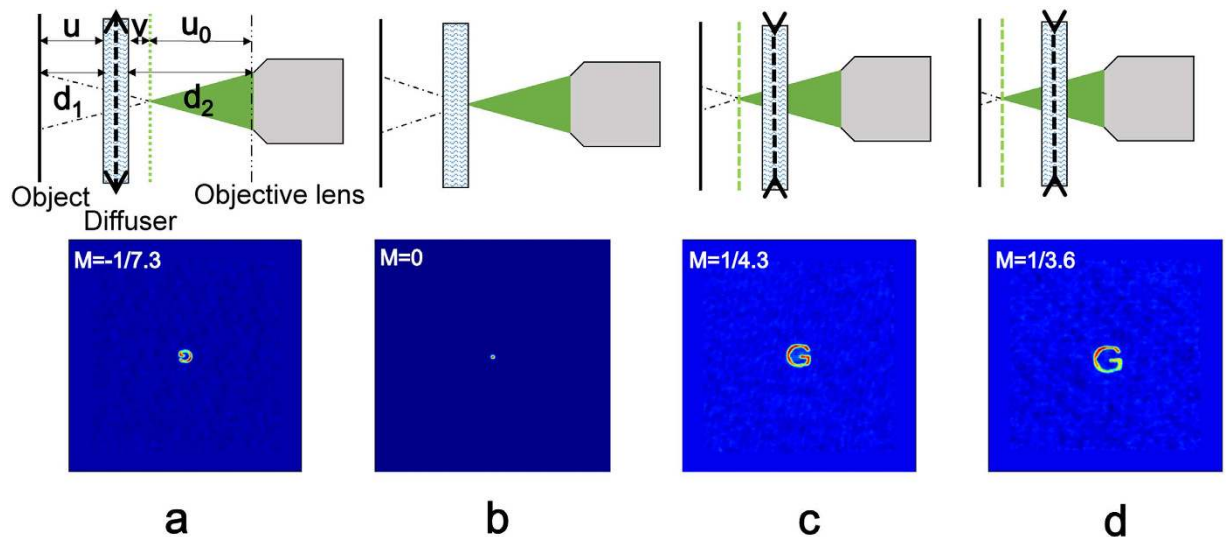 u v u0
d1 d2
Object Objective lens
Diffuser
M=-1/7.3 M=0 M=1/4.3 M=1/3.6
G G G
a b c d